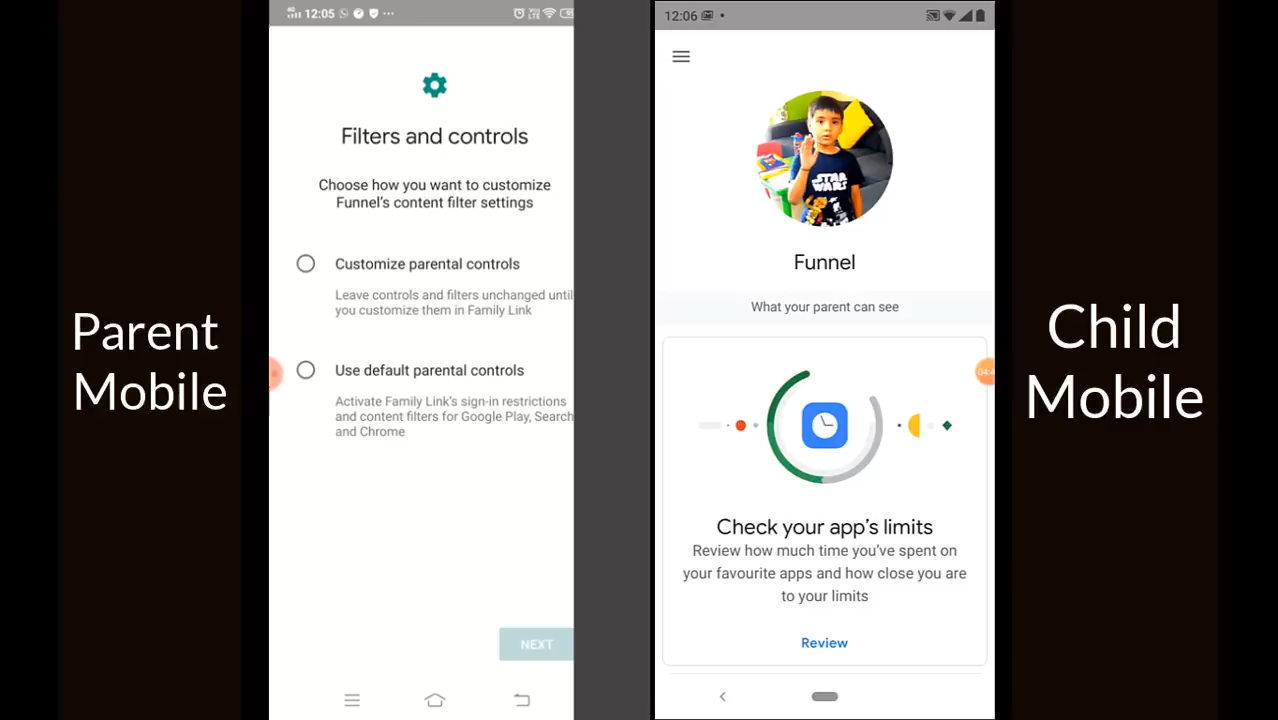 Parent
Mobile
4G 12:05
Filters and controls
Choose how you want to customize
Funnel's content filter settings
Customize parental controls
Leave controls and filters unchanged until
you customize them in Family Link
Use default parental controls
Activate Family Link's sign-in restrictions
and content filters for Google Play, Search
and Chrome
NEXT
12:06
STAR
WARS
Funnel
What your parent can see
Check your app's limits
Review how much time you've spent on
your favourite apps and how close you are
to your limits
Review
Child
Mobile